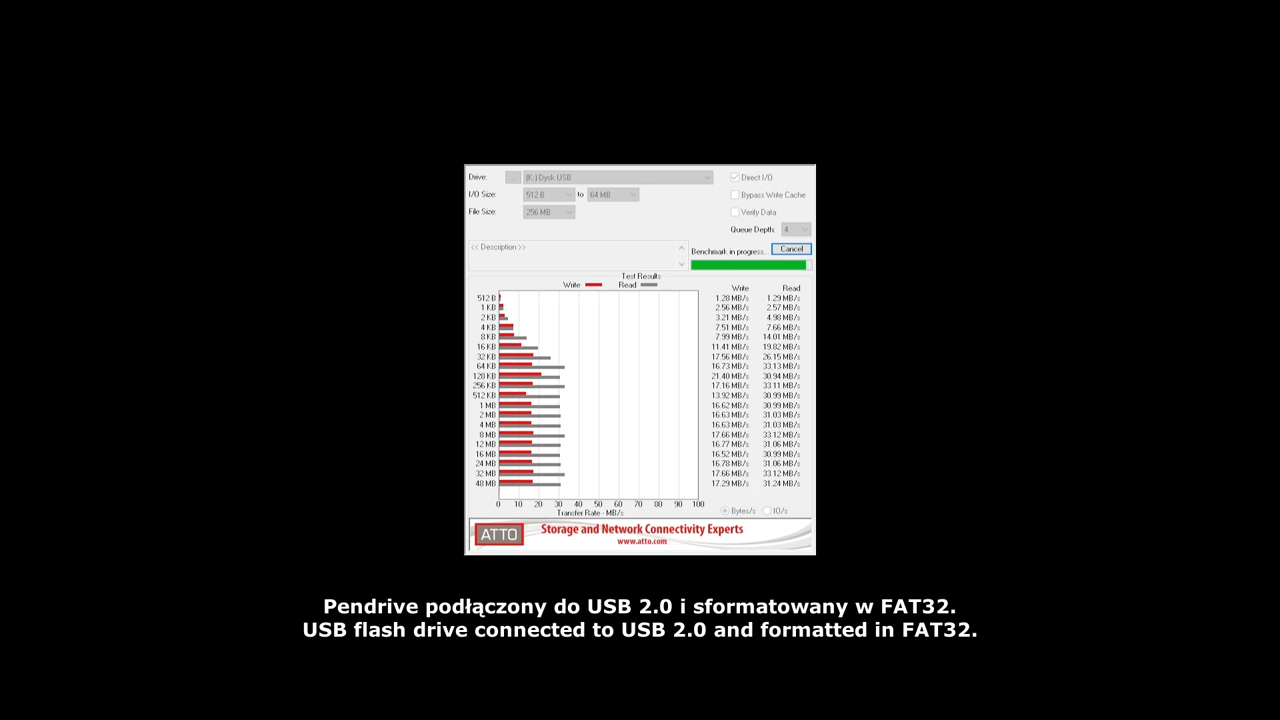 Drive: ... (K:) Dysk USB
Direct I/O
I/O Size: 512 B to 64 MB
Bypass Write Cache
File Size: 256 MB
Verify Data
Queue Depth: 4
<< Description >>
Benchmark in progress... Cancel
Test Results
Write Read
Write Read
512 B 1.28 MB/s 1.29 MB/s
1 KB 2.56 MB/s 2.57 MB/s
2 KB 3.21 MB/s 4.98 MB/s
4 KB 7.51 MB/s 7.66 MB/s
8 KB 7.99 MB/s 14.01 MB/s
16 KB 11.41 MB/s 19.82 MB/s
32 KB 17.56 MB/s 26.15 MB/s
64 KB 16.73 MB/s 33.13 MB/s
128 KB 21.40 MB/s 30.94 MB/s
256 KB 17.16 MB/s 33.11 MB/s
512 KB 13.92 MB/s 30.99 MB/s
1 MB 16.62 MB/s 30.99 MB/s
2 MB 16.63 MB/s 31.03 MB/s
4 MB 16.63 MB/s 31.03 MB/s
8 MB 17.66 MB/s 33.12 MB/s
12 MB 16.77 MB/s 31.06 MB/s
16 MB 16.52 MB/s 30.99 MB/s
24 MB 16.78 MB/s 31.06 MB/s
32 MB 17.66 MB/s 33.12 MB/s
48 MB 17.29 MB/s 31.24 MB/s
0 10 20 30 40 50 60 70 80 90 100
Transfer Rate - MB/s
Bytes/s IO/s
ATTO Storage and Network Connectivity Experts
www.atto.com
Pendrive podłączony do USB 2.0 i sformatowany w FAT32.
USB flash drive connected to USB 2.0 and formatted in FAT32.